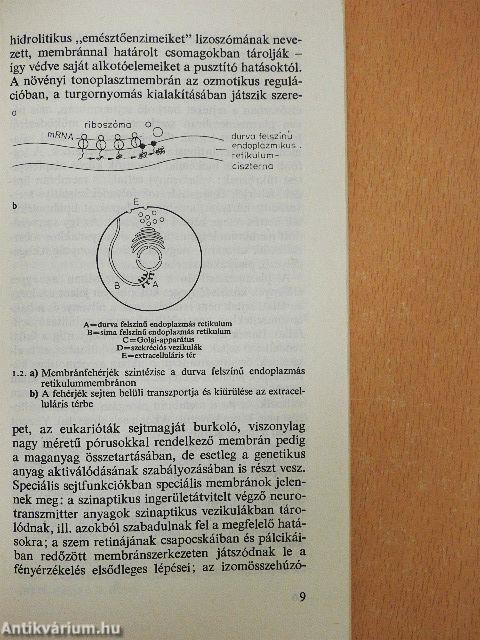 hidrolitikus „emésztőenzimeiket" lizoszómának neve-
zett, membránnal határolt csomagokban tárolják –
így védve saját alkotóelemeiket a pusztító hatásoktól.
A növényi tonoplasztmembrán az ozmotikus regulá-
cióban, a turgornyomás kialakításában játszik szere-
a
riboszóma
mRNA
durva felszínű
endoplazmikus
retikulum-
ciszterna
b
E
B
A
A=durva felszínű endoplazmás retikulum
B=sima felszínű endoplazmás retikulum
C=Golgi-apparátus
D=szekréciós vezikulák
E=extracelluláris tér
1.2. a) Membránfehérjék szintézise a durva felszínű endoplazmás
retikulummembránon
b) A fehérjék sejten belüli transzportja és kiürülése az extracel-
luláris térbe
pet, az eukarióták sejtmagját burkoló, viszonylag
nagy méretű pórusokkal rendelkező membrán pedig
a maganyag összetartásában, de esetleg a genetikus
anyag aktiválódásának szabályozásában is részt vesz.
Speciális sejtfunkciókban speciális membránok jelen-
nek meg: a szinaptikus ingerületátvitelt végző neuro-
transzmitter anyagok szinaptikus vezikulákban táro-
lódnak, ill. azokból szabadulnak fel a megfelelő hatá-
sokra; a szem retinájának csapocskáiban és pálcikái-
ban redőzött membránszerkezeten játszódnak le a
fényérzékelés elsődleges lépései; az izomösszehúzó-
9
Antikvárium.hu